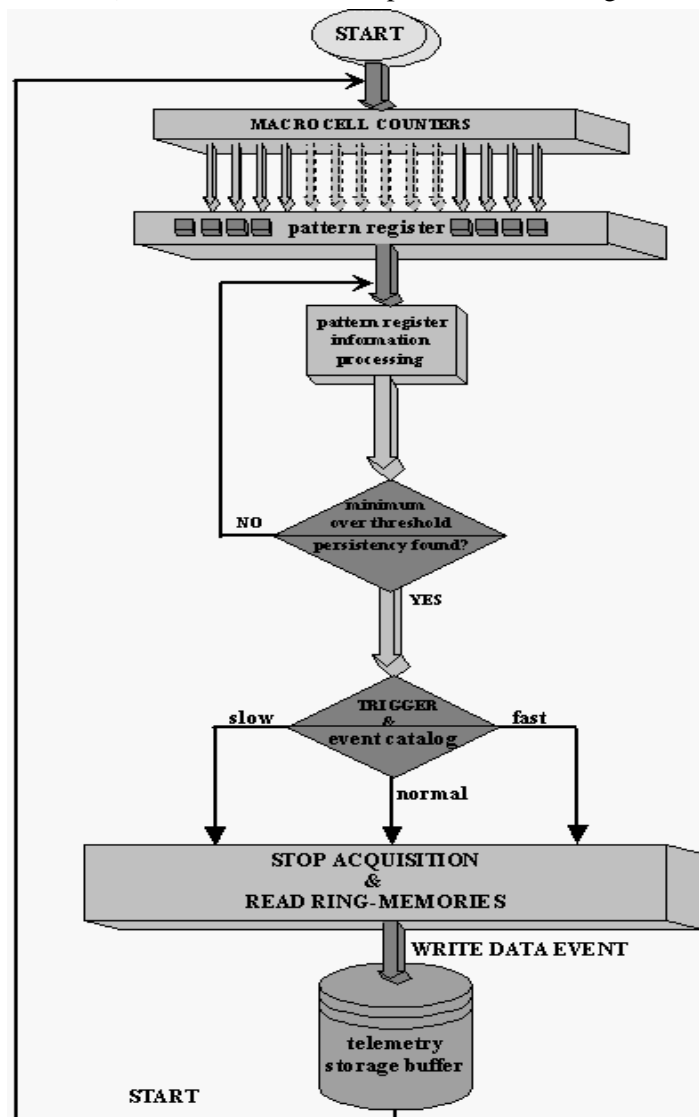 START
MACROCELL COUNTERS
pattern register
pattern register
information
processing
minimum
over threshold
persistency found?
NO
YES
TRIGGER
&
event catalog
slow
fast
normal
STOP ACQUISITION
&
READ RING-MEMORIES
WRITE DATA EVENT
telemetry
storage buffer
START